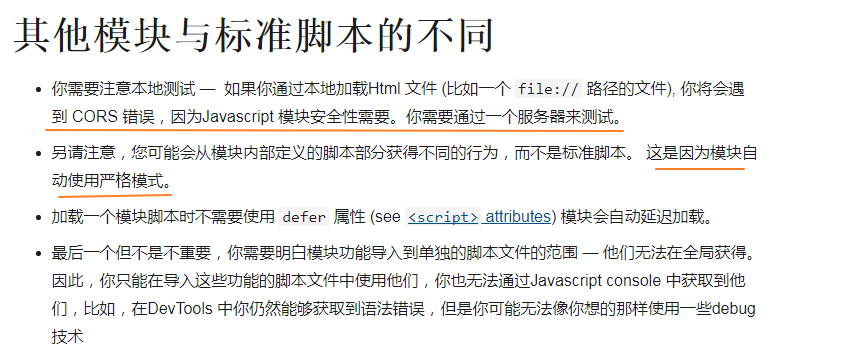 其他模块与标准脚本的不同
你需要注意本地测试 — 如果你通过本地加载Html 文件 (比如一个 file:// 路径的文件), 你将会遇
到 CORS 错误，因为Javascript 模块安全性需要。你需要通过一个服务器来测试。
另请注意，您可能会从模块内部定义的脚本部分获得不同的行为，而不是标准脚本。 这是因为模块自
动使用严格模式。
加载一个模块脚本时不需要使用 defer 属性 (see <script> attributes) 模块会自动延迟加载。
最后一个但不是不重要，你需要明白模块功能导入到单独的脚本文件的范围 — 他们无法在全局获得。
因此，你只能在导入这些功能的脚本文件中使用他们，你也无法通过Javascript console 中获取到他
们，比如，在DevTools 中你仍然能够获取到语法错误，但是你可能无法像你想的那样使用一些debug
技术